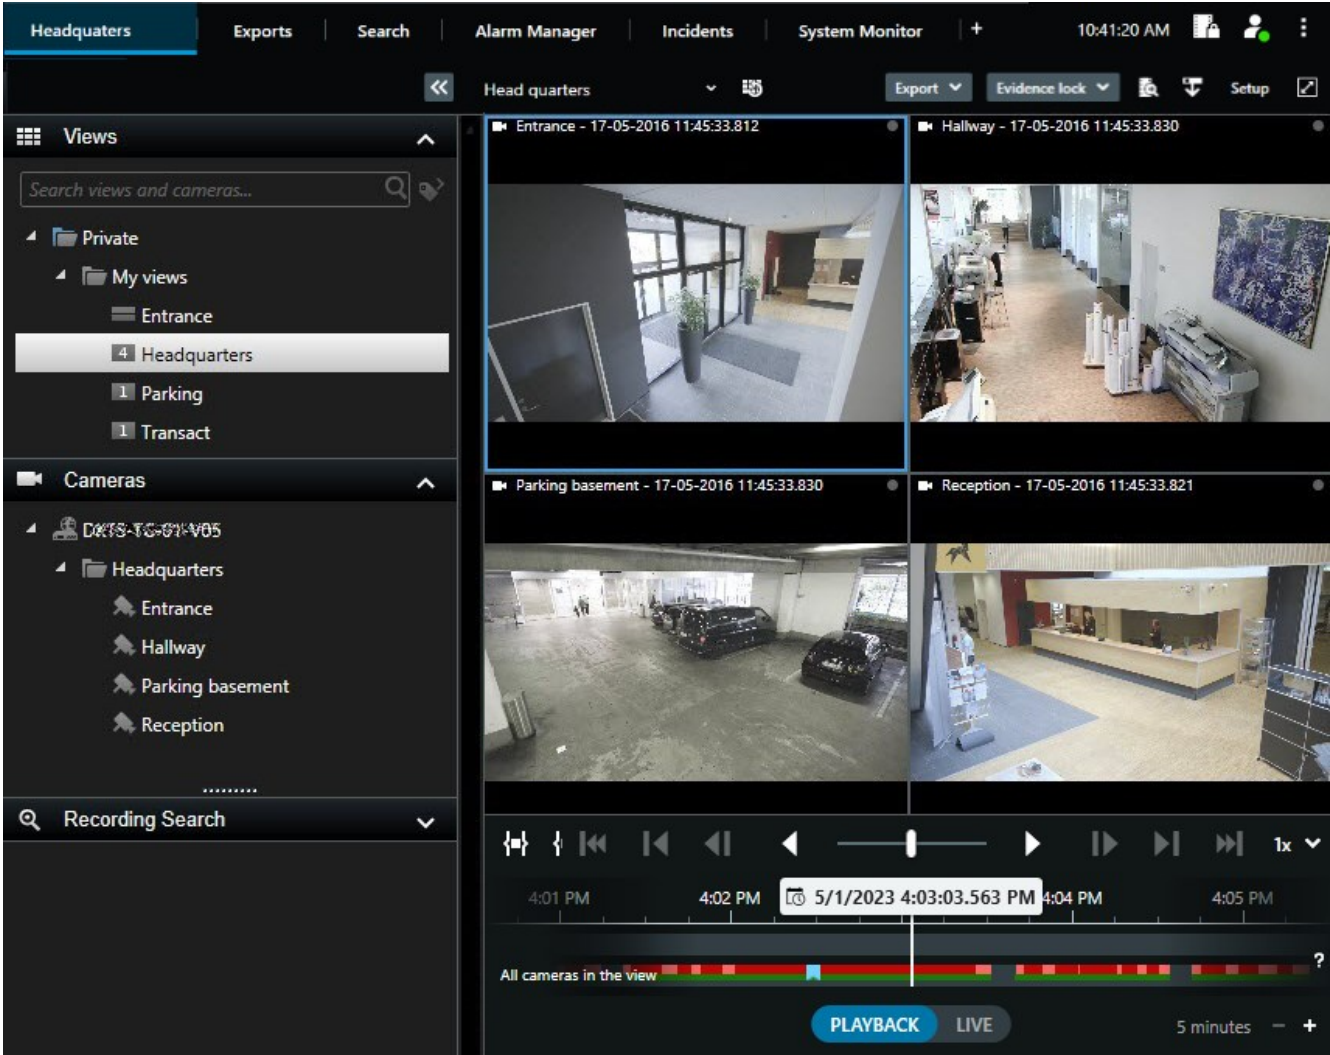 Headquaters
Exports
Search
Alarm Manager
Incidents
System Monitor
+
10:41:20 AM
Head quarters
Export
Evidence lock
Setup
Views
Search views and cameras...
Private
My views
Entrance
4 Headquarters
1 Parking
1 Transact
Cameras
Headquarters
Entrance
Hallway
Parking basement
Reception
Recording Search
Entrance - 17-05-2016 11:45:33.812
Hallway - 17-05-2016 11:45:33.830
Parking basement - 17-05-2016 11:45:33.830
Reception - 17-05-2016 11:45:33.821
1x
4:01 PM
4:02 PM
5/1/2023 4:03:03.563 PM
4:04 PM
4:05 PM
All cameras in the view
?
PLAYBACK
LIVE
5 minutes - +